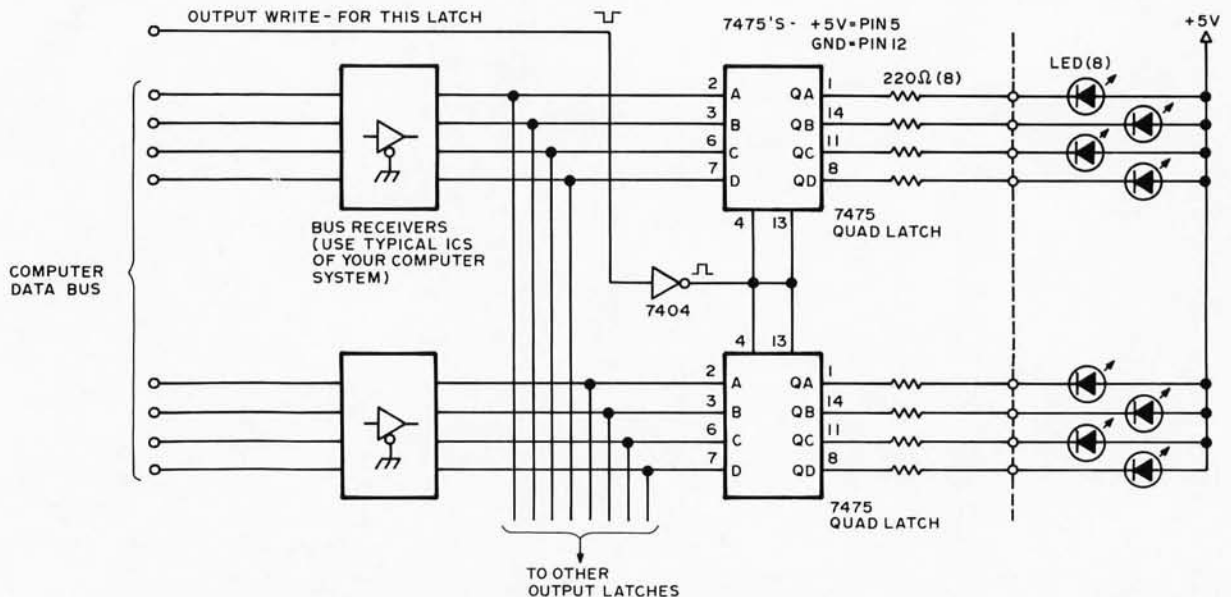 OUTPUT WRITE - FOR THIS LATCH
7475'S - +5V=PIN 5
GND=PIN 12
+5V
220Ω(8)
LED(8)
2 A QA 1
3 B QB 14
6 C QC 11
7 D QD 8
4 13
7475
QUAD LATCH
BUS RECEIVERS
(USE TYPICAL ICS
OF YOUR COMPUTER
SYSTEM)
COMPUTER
DATA BUS
7404
4 13
2 A QA 1
3 B QB 14
6 C QC 11
7 D QD 8
7475
QUAD LATCH
TO OTHER
OUTPUT LATCHES